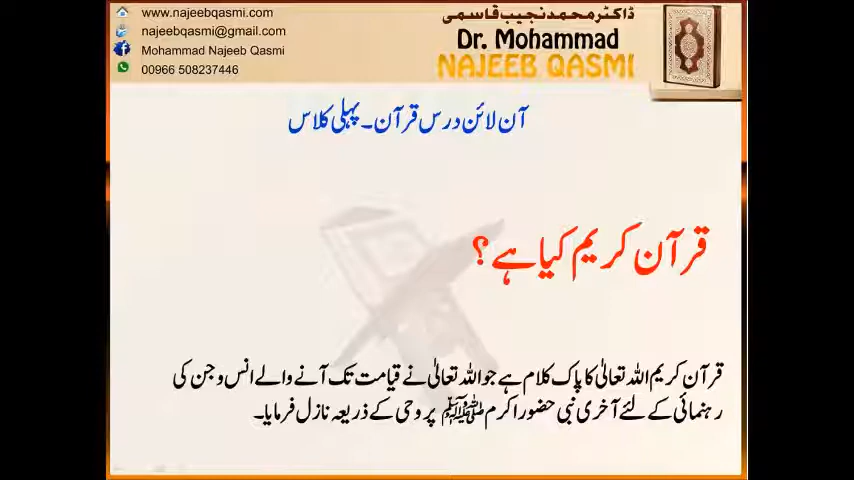 www.najeebqasmi.com
najeebqasmi@gmail.com
Mohammad Najeeb Qasmi
00966 508237446
ڈاکٹر محمد نجیب قاسمی
Dr. Mohammad
NAJEEB QASMI
آن لائن درس قرآن۔ پہلی کلاس
قرآن کریم کیا ہے؟
قرآن کریم اللہ تعالیٰ کا پاک کلام ہے جو اللہ تعالیٰ نے قیامت تک آنے والے انس و جن کی
رہنمائی کے لئے آخری نبی حضور اکرم ﷺ پر وحی کے ذریعہ نازل فرمایا۔